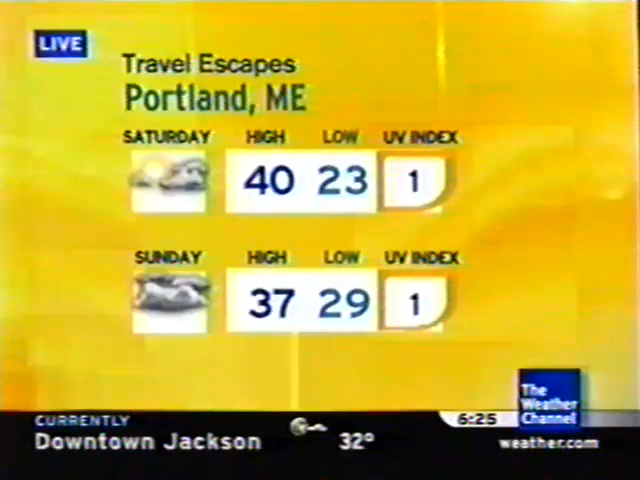 LIVE
Travel Escapes
Portland, ME
SATURDAY HIGH LOW UV INDEX
40 23 1
SUNDAY HIGH LOW UV INDEX
37 29 1
The
Weather
Channel
CURRENTLY 6:25
Downtown Jackson 32° weather.com